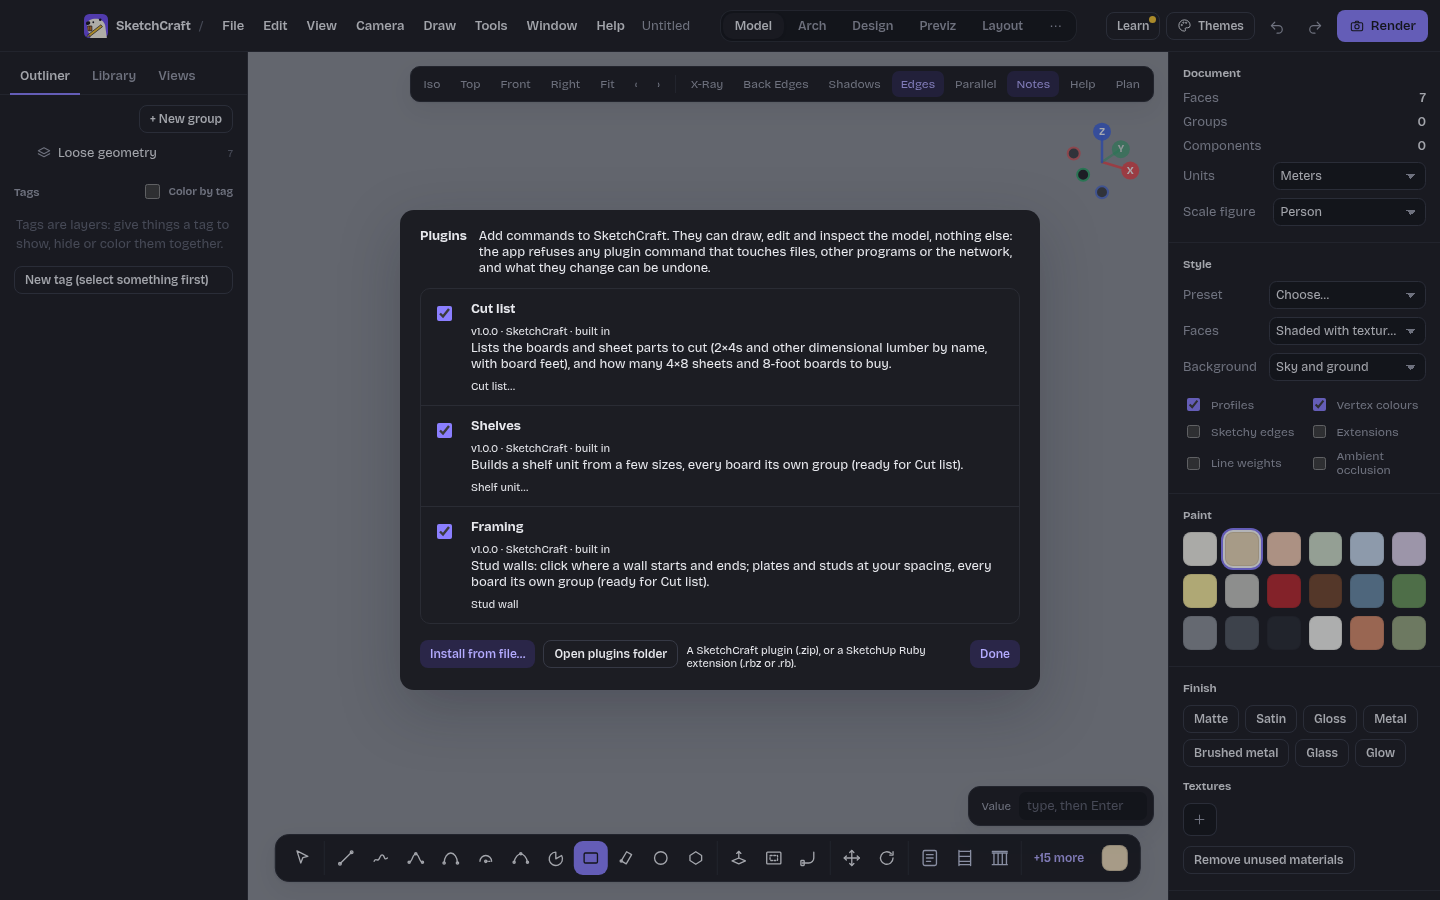 SketchCraft / File Edit View Camera Draw Tools Window Help Untitled Model Arch Design Previz Layout ··· Learn Themes Render
Outliner Library Views
+ New group
Loose geometry 7
Tags Color by tag
Tags are layers: give things a tag to
show, hide or color them together.
New tag (select something first)
Iso Top Front Right Fit ‹ › X-Ray Back Edges Shadows Edges Parallel Notes Help Plan
Z
Y
X
Plugins Add commands to SketchCraft. They can draw, edit and inspect the model, nothing else:
the app refuses any plugin command that touches files, other programs or the network,
and what they change can be undone.
Cut list
v1.0.0 · SketchCraft · built in
Lists the boards and sheet parts to cut (2×4s and other dimensional lumber by name,
with board feet), and how many 4×8 sheets and 8-foot boards to buy.
Cut list...
Shelves
v1.0.0 · SketchCraft · built in
Builds a shelf unit from a few sizes, every board its own group (ready for Cut list).
Shelf unit...
Framing
v1.0.0 · SketchCraft · built in
Stud walls: click where a wall starts and ends; plates and studs at your spacing, every
board its own group (ready for Cut list).
Stud wall
Install from file... Open plugins folder A SketchCraft plugin (.zip), or a SketchUp Ruby
extension (.rbz or .rb). Done
Value type, then Enter
+15 more
Document
Faces 7
Groups 0
Components 0
Units Meters
Scale figure Person
Style
Preset Choose...
Faces Shaded with textur...
Background Sky and ground
Profiles Vertex colours
Sketchy edges Extensions
Line weights Ambient
occlusion
Paint
Finish
Matte Satin Gloss Metal
Brushed metal Glass Glow
Textures
+
Remove unused materials